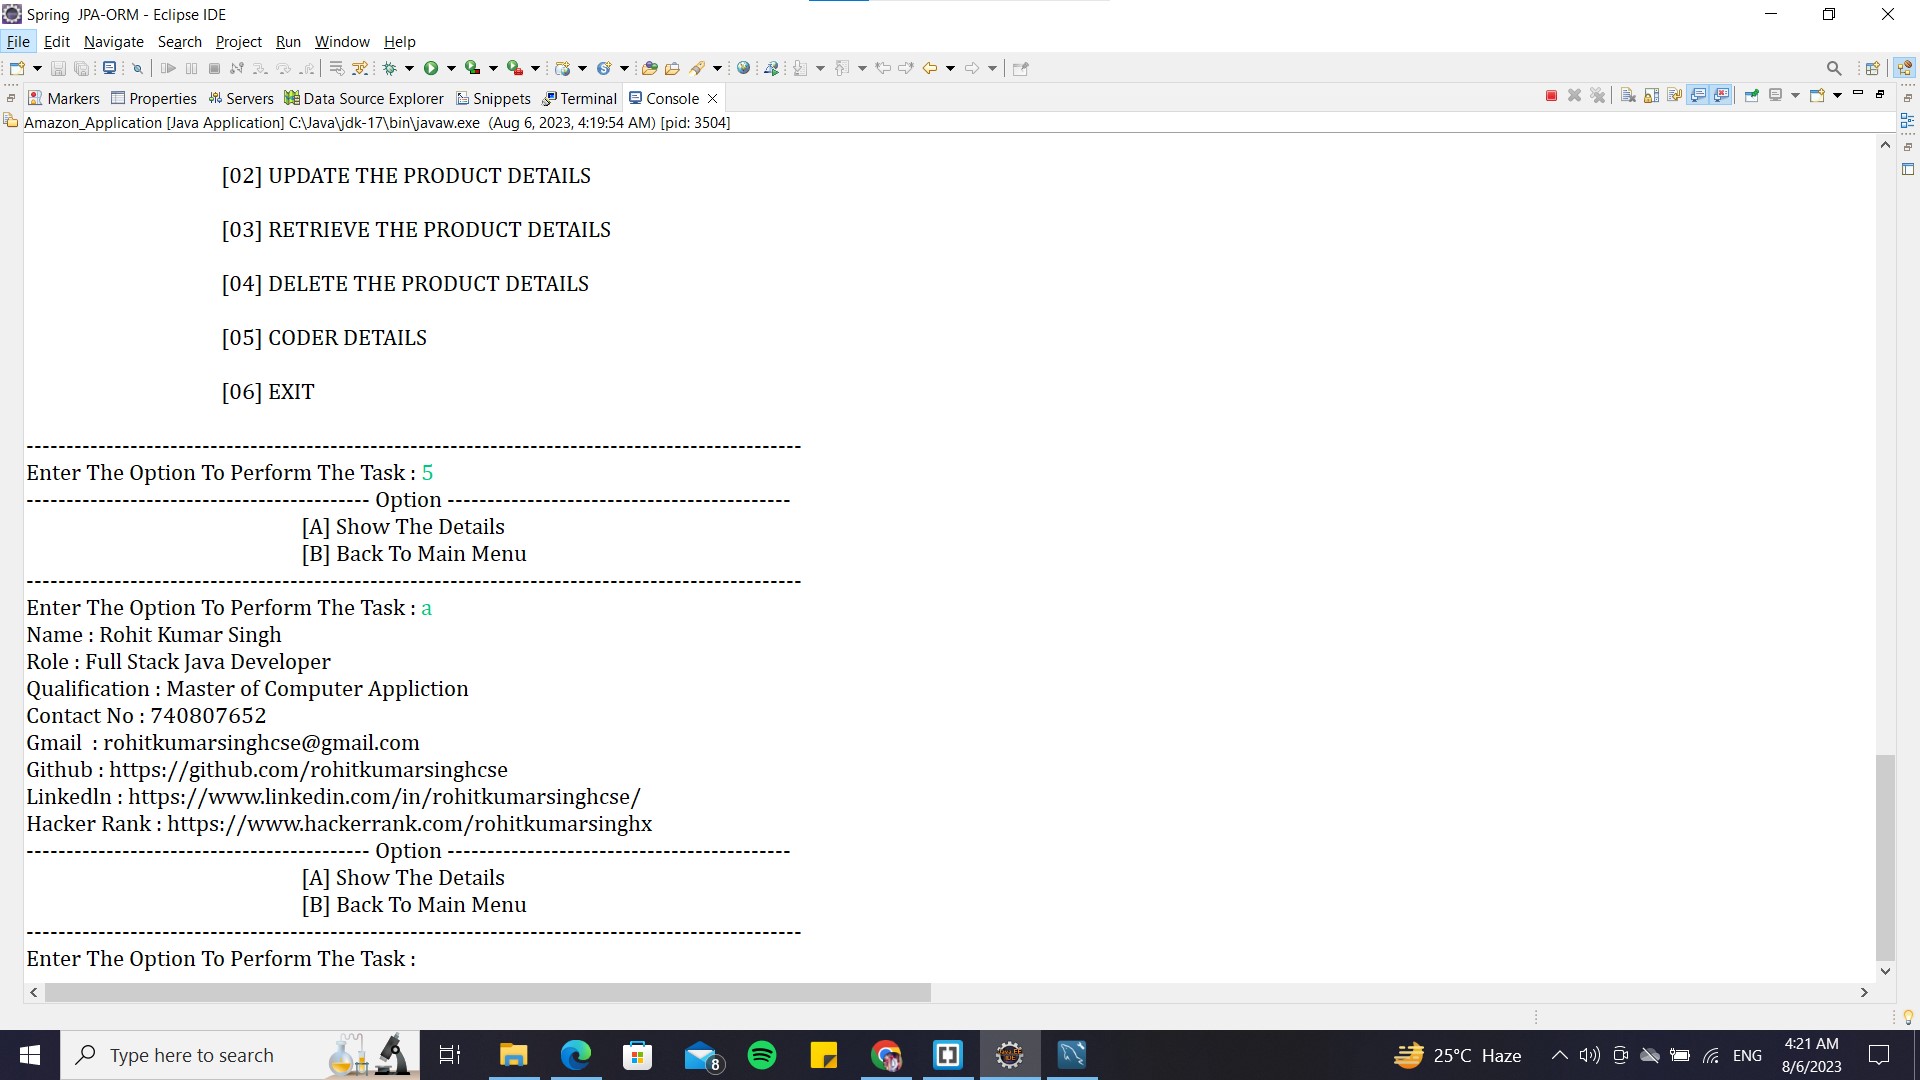 Spring  JPA-ORM - Eclipse IDE
File Edit Navigate Search Project Run Window Help
Markers Properties Servers Data Source Explorer Snippets Terminal Console
Amazon_Application [Java Application] C:\Java\jdk-17\bin\javaw.exe  (Aug 6, 2023, 4:19:54 AM) [pid: 3504]
[02] UPDATE THE PRODUCT DETAILS
[03] RETRIEVE THE PRODUCT DETAILS
[04] DELETE THE PRODUCT DETAILS
[05] CODER DETAILS
[06] EXIT
-------------------------------------------------------------------------------------------------
Enter The Option To Perform The Task : 5
------------------------------------------- Option -------------------------------------------
[A] Show The Details
[B] Back To Main Menu
-------------------------------------------------------------------------------------------------
Enter The Option To Perform The Task : a
Name : Rohit Kumar Singh
Role : Full Stack Java Developer
Qualification : Master of Computer Appliction
Contact No : 740807652
Gmail  : rohitkumarsinghcse@gmail.com
Github : https://github.com/rohitkumarsinghcse
Linkedln : https://www.linkedin.com/in/rohitkumarsinghcse/
Hacker Rank : https://www.hackerrank.com/rohitkumarsinghx
------------------------------------------- Option -------------------------------------------
[A] Show The Details
[B] Back To Main Menu
-------------------------------------------------------------------------------------------------
Enter The Option To Perform The Task :
Type here to search
8
25°C Haze
ENG
4:21 AM
8/6/2023